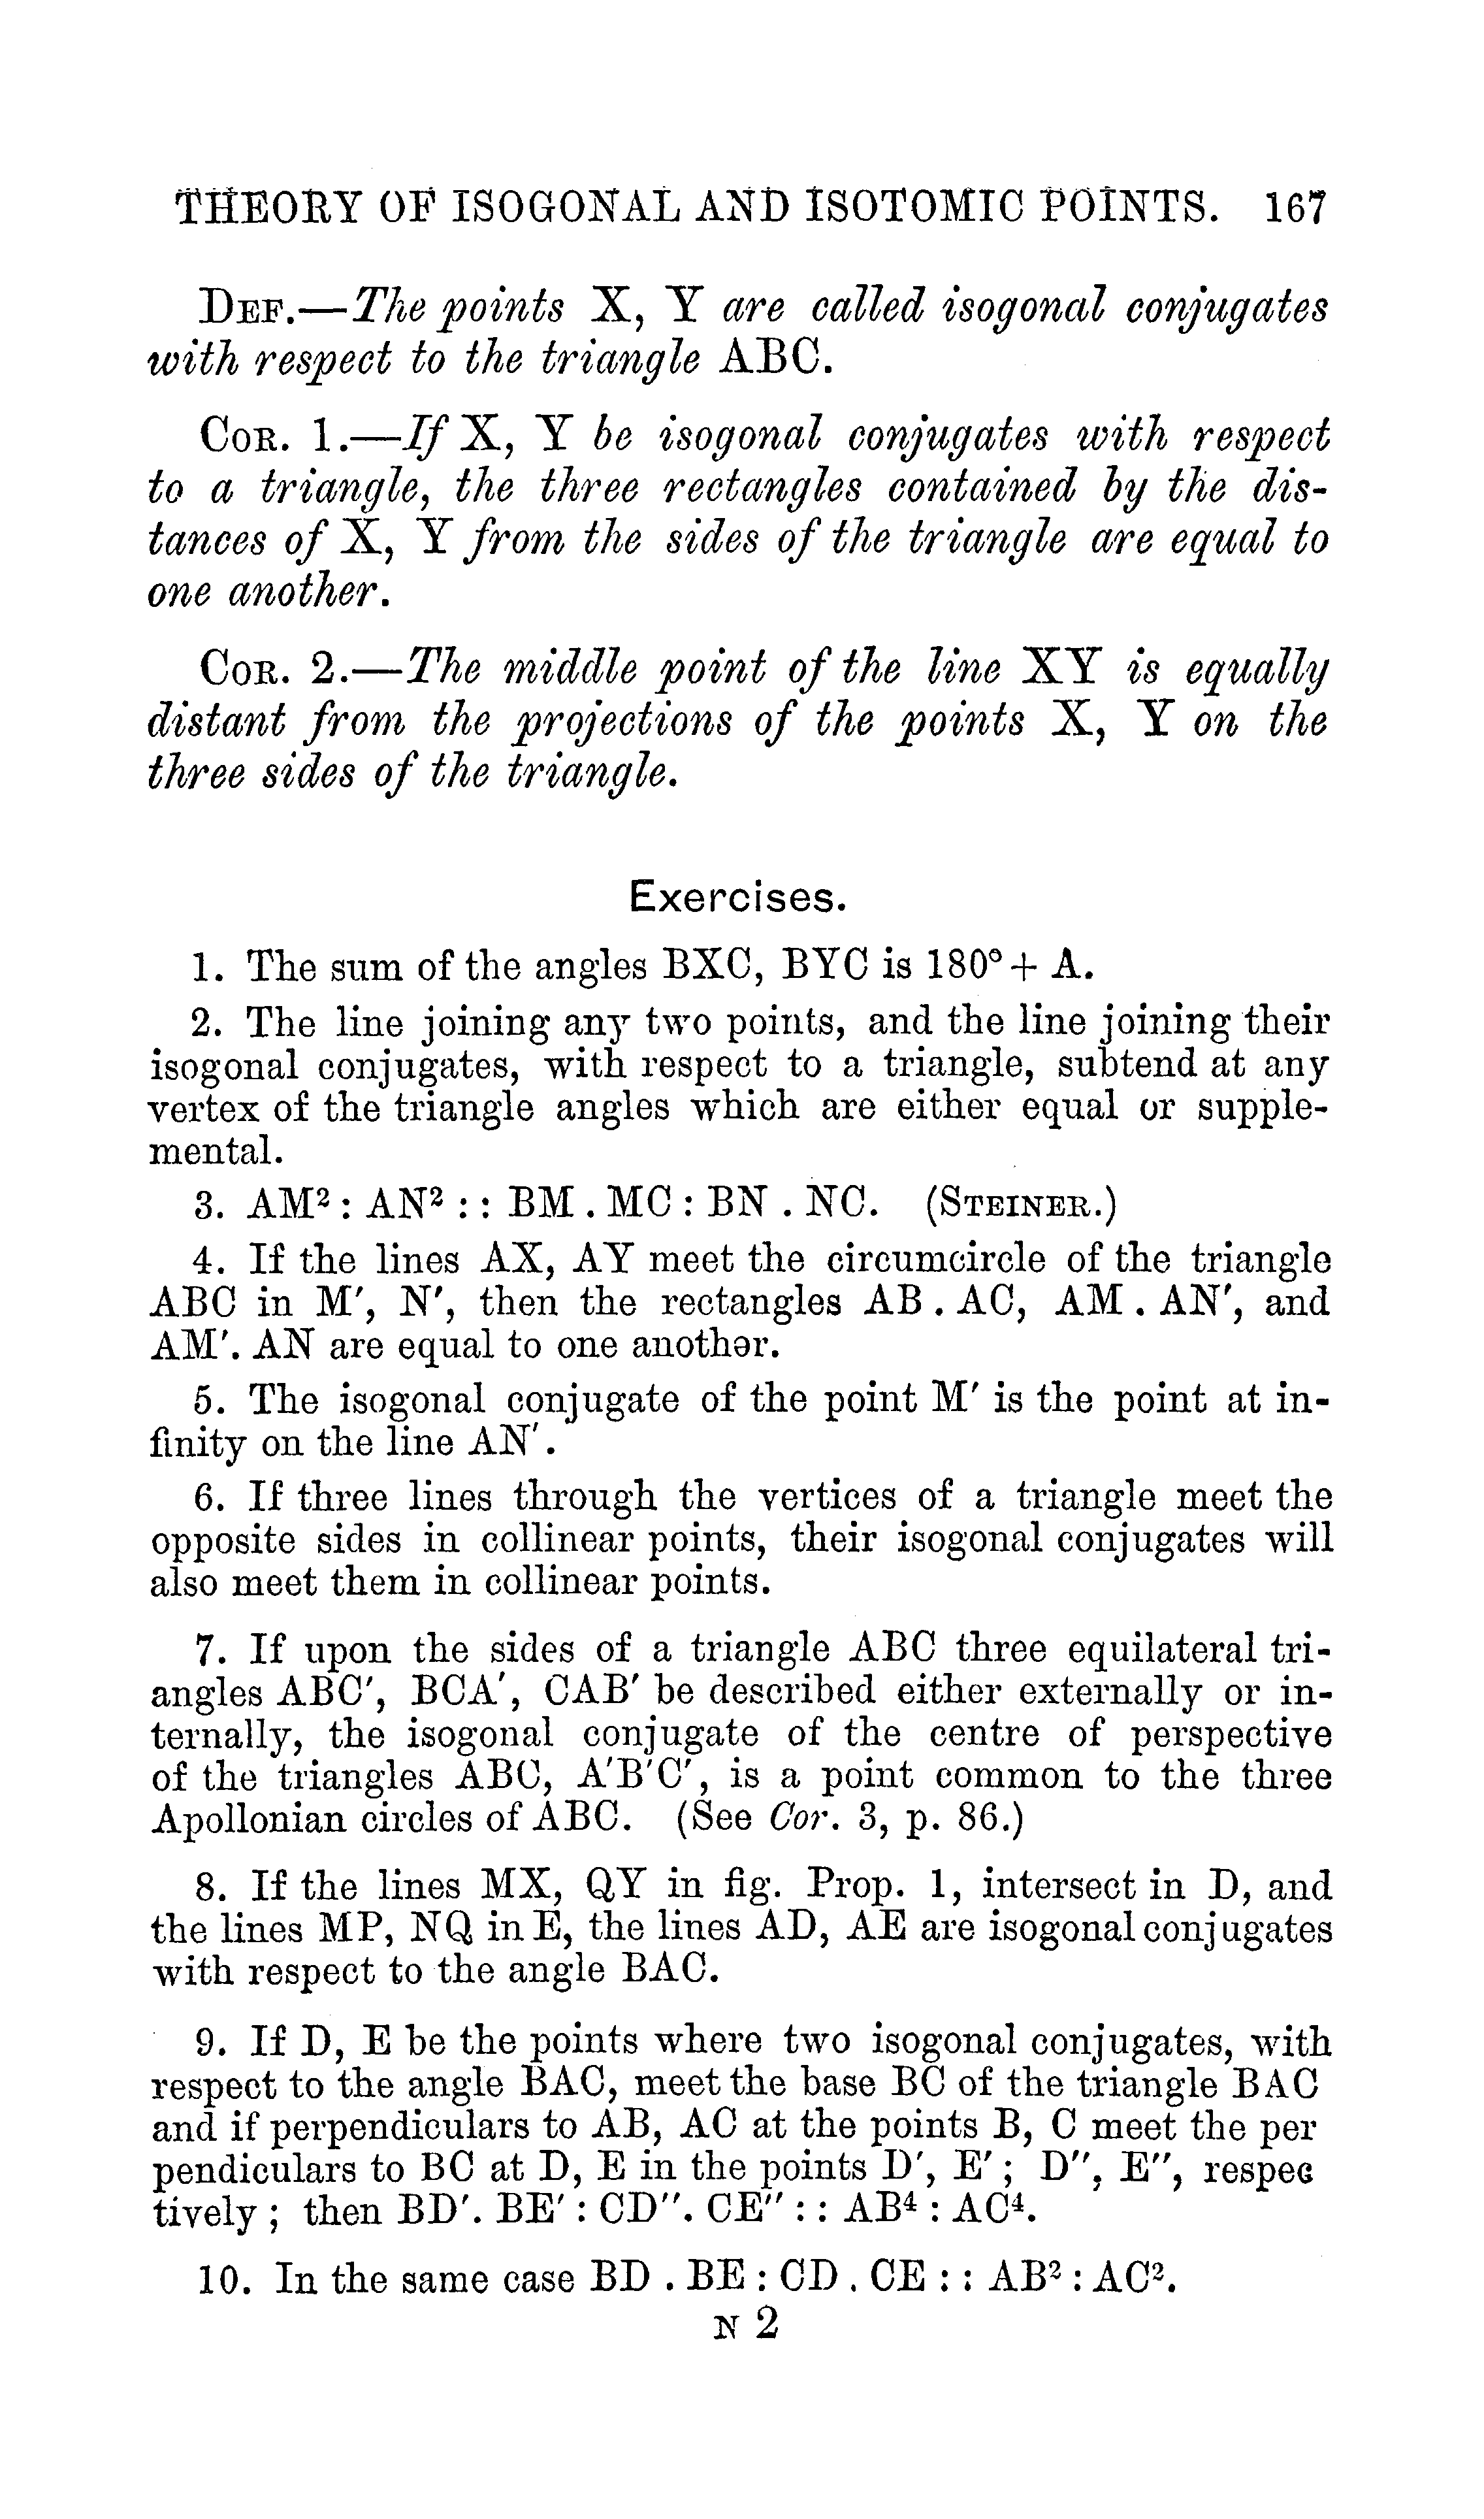 THEORY OF ISOGONAL AND ISOTOMIC POINTS. 167
DEF.—The points X, Y are called isogonal conjugates
with respect to the triangle ABC.
COR. 1.—If X, Y be isogonal conjugates with respect
to a triangle, the three rectangles contained by the dis-
tances of X, Y from the sides of the triangle are equal to
one another.
COR. 2.—The middle point of the line XY is equally
distant from the projections of the points X, Y on the
three sides of the triangle.
Exercises.
1. The sum of the angles BXC, BYC is 180° + A.
2. The line joining any two points, and the line joining their
isogonal conjugates, with respect to a triangle, subtend at any
vertex of the triangle angles which are either equal or supple-
mental.
3. AM² : AN² : : BM . MC : BN . NC. (STEINER.)
4. If the lines AX, AY meet the circumcircle of the triangle
ABC in M′, N′, then the rectangles AB . AC, AM . AN′, and
AM′. AN are equal to one another.
5. The isogonal conjugate of the point M′ is the point at in-
finity on the line AN′.
6. If three lines through the vertices of a triangle meet the
opposite sides in collinear points, their isogonal conjugates will
also meet them in collinear points.
7. If upon the sides of a triangle ABC three equilateral tri-
angles ABC′, BCA′, CAB′ be described either externally or in-
ternally, the isogonal conjugate of the centre of perspective
of the triangles ABC, A′B′C′, is a point common to the three
Apollonian circles of ABC. (See Cor. 3, p. 86.)
8. If the lines MX, QY in fig. Prop. 1, intersect in D, and
the lines MP, NQ in E, the lines AD, AE are isogonal conjugates
with respect to the angle BAC.
9. If D, E be the points where two isogonal conjugates, with
respect to the angle BAC, meet the base BC of the triangle BAC
and if perpendiculars to AB, AC at the points B, C meet the per
pendiculars to BC at D, E in the points D′, E′ ; D″, E″, respec
tively ; then BD′. BE′ : CD″. CE″ : : AB⁴ : AC⁴.
10. In the same case BD . BE : CD . CE : : AB² : AC².
N 2